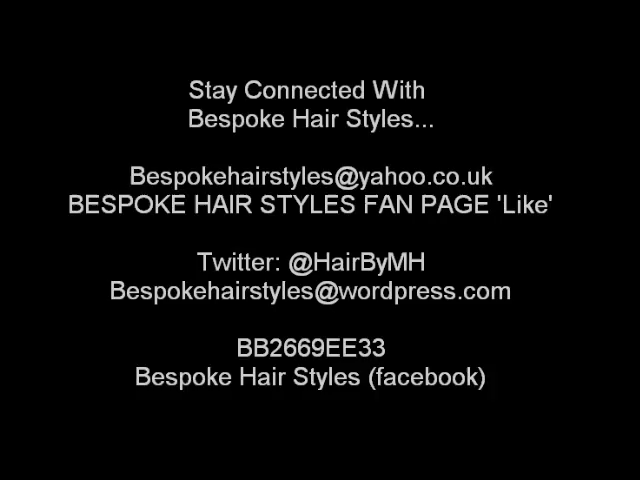 Stay Connected With
Bespoke Hair Styles...
Bespokehairstyles@yahoo.co.uk
BESPOKE HAIR STYLES FAN PAGE 'Like'
Twitter: @HairByMH
Bespokehairstyles@wordpress.com
BB2669EE33
Bespoke Hair Styles (facebook)